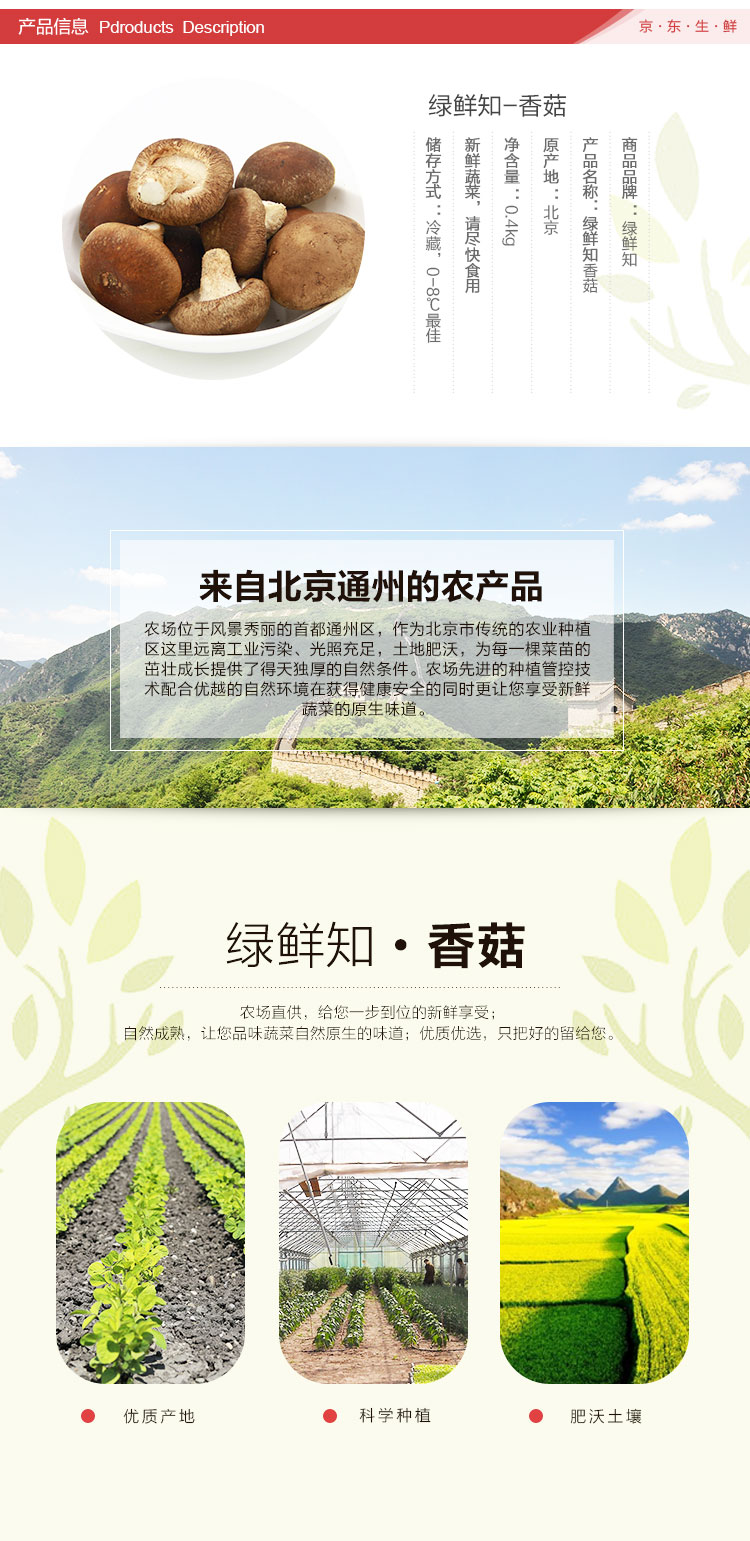 产品信息 Pdroducts Description
京·东·生·鲜
绿鲜知-香菇
商品品牌：绿鲜知
产品名称：绿鲜知香菇
原产地：北京
净含量：0.4kg
新鲜蔬菜，请尽快食用
储存方式：冷藏，0-8℃最佳
来自北京通州的农产品
农场位于风景秀丽的首都通州区，作为北京市传统的农业种植
区这里远离工业污染、光照充足，土地肥沃，为每一棵菜苗的
茁壮成长提供了得天独厚的自然条件。农场先进的种植管控技
术配合优越的自然环境在获得健康安全的同时更让您享受新鲜
蔬菜的原生味道。
绿鲜知·香菇
农场直供，给您一步到位的新鲜享受；
自然成熟，让您品味蔬菜自然原生的味道；优质优选，只把好的留给您。
优质产地
科学种植
肥沃土壤